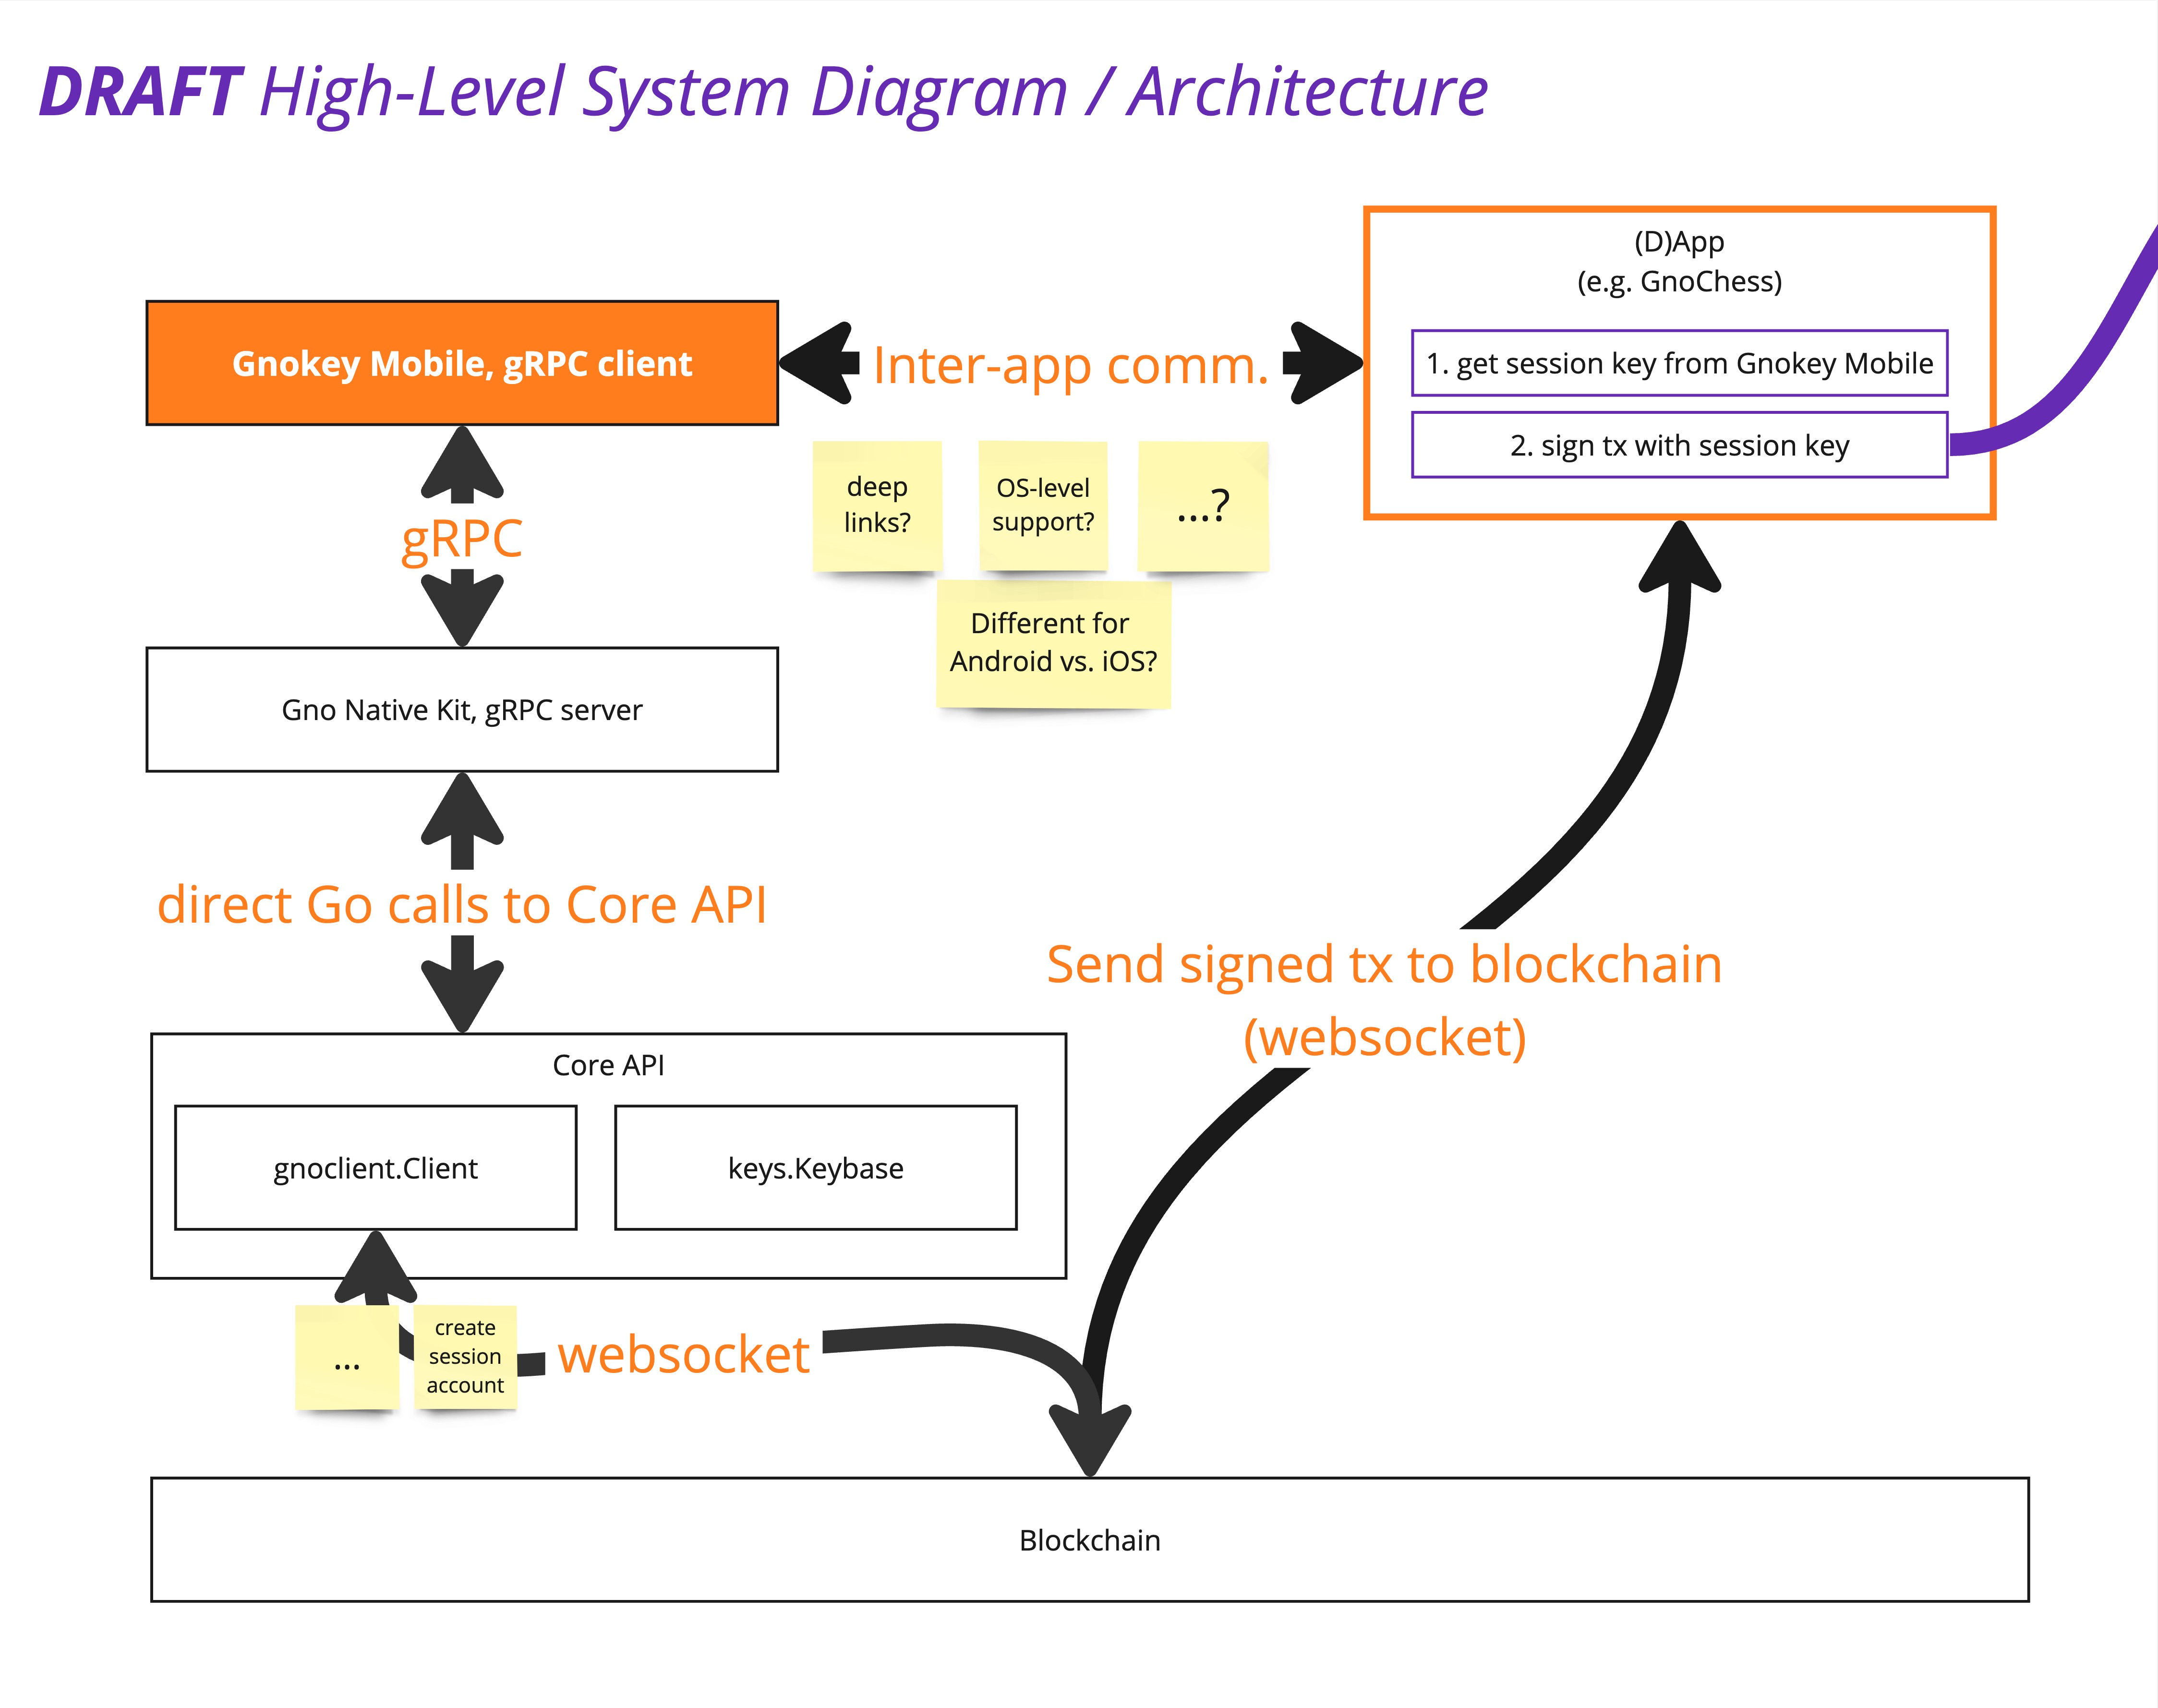 DRAFT High-Level System Diagram / Architecture
(D)App
(e.g. GnoChess)
1. get session key from Gnokey Mobile
2. sign tx with session key
Gnokey Mobile, gRPC client
Inter-app comm.
deep
links?
OS-level
support?
...?
Different for
Android vs. iOS?
gRPC
Gno Native Kit, gRPC server
direct Go calls to Core API
Send signed tx to blockchain
(websocket)
Core API
gnoclient.Client
keys.Keybase
...
create
session
account
websocket
Blockchain